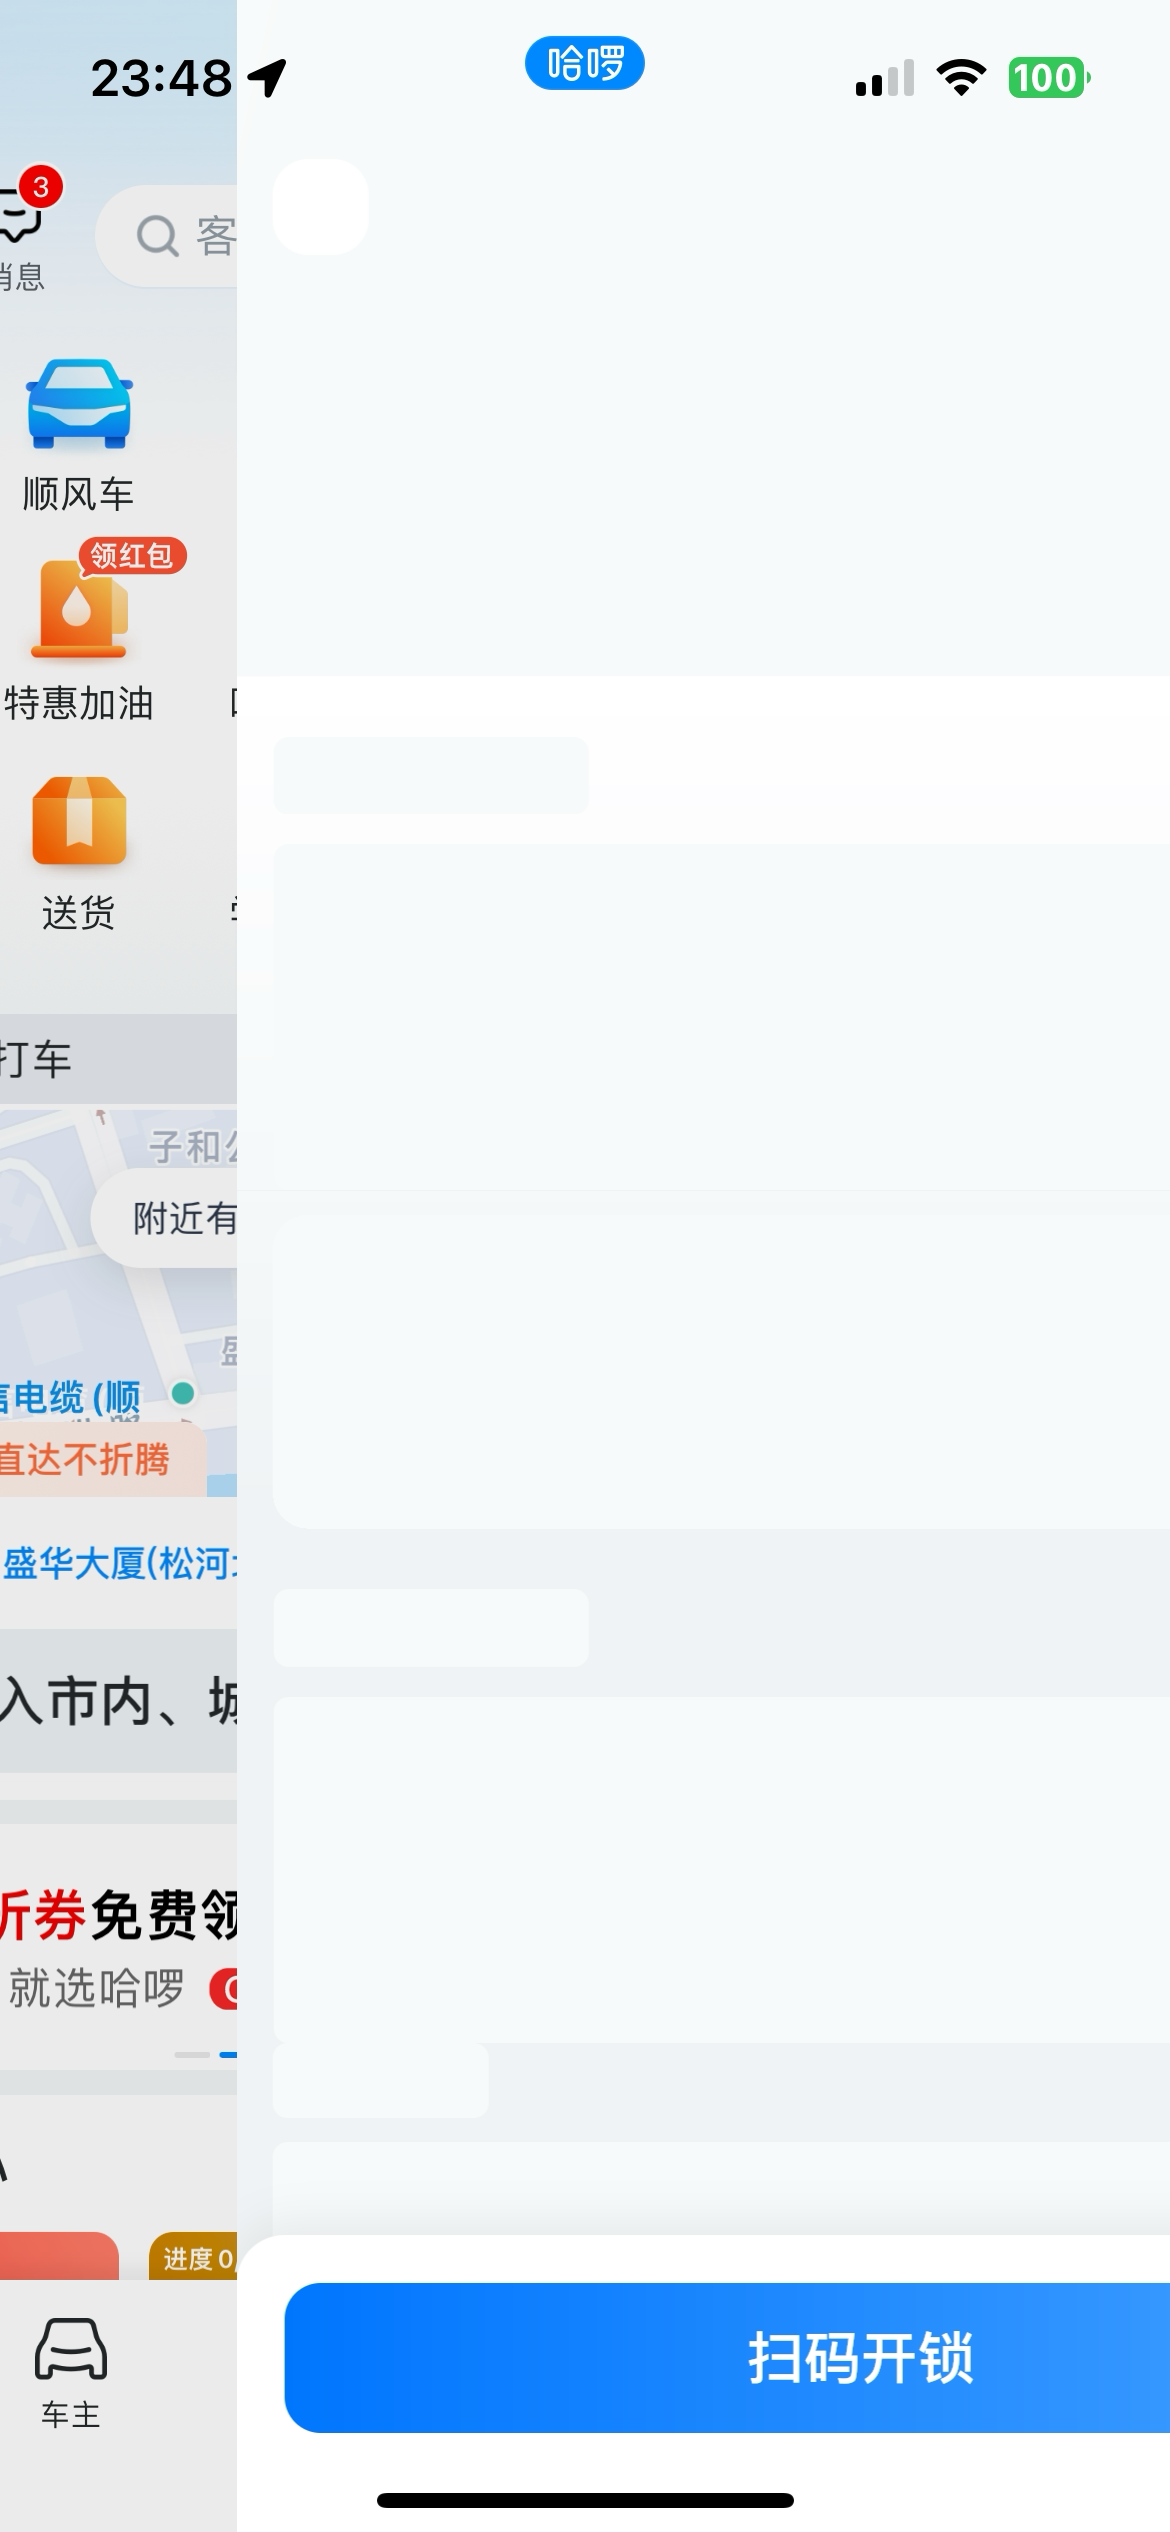 23:48
哈啰
100
3
消息
客
顺风车
领红包
特惠加油
送货
打车
子和公
附近有
盛
信电缆(顺
直达不折腾
盛华大厦(松河
入市内、城
折券免费领
就选哈啰
进度0
扫码开锁
车主